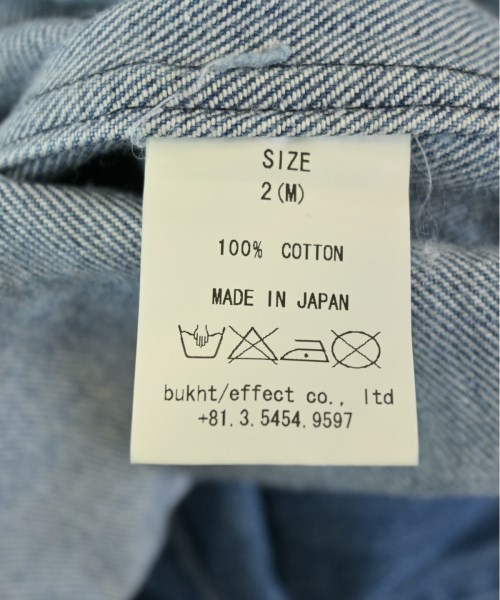 SIZE
2(M)
100% COTTON
MADE IN JAPAN
bukht/effect co., ltd
+81.3.5454.9597